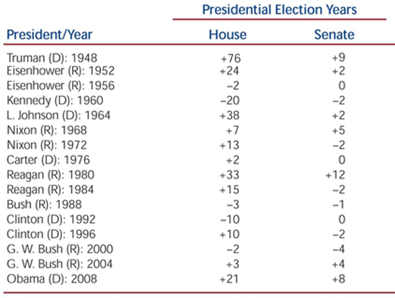 Presidential Election Years
President/Year House Senate
Truman (D): 1948 +76 +9
Eisenhower (R): 1952 +24 +2
Eisenhower (R): 1956 −2 0
Kennedy (D): 1960 −20 −2
L. Johnson (D): 1964 +38 +2
Nixon (R): 1968 +7 +5
Nixon (R): 1972 +13 −2
Carter (D): 1976 +2 0
Reagan (R): 1980 +33 +12
Reagan (R): 1984 +15 −2
Bush (R): 1988 −3 −1
Clinton (D): 1992 −10 0
Clinton (D): 1996 +10 −2
G. W. Bush (R): 2000 −2 −4
G. W. Bush (R): 2004 +3 +4
Obama (D): 2008 +21 +8